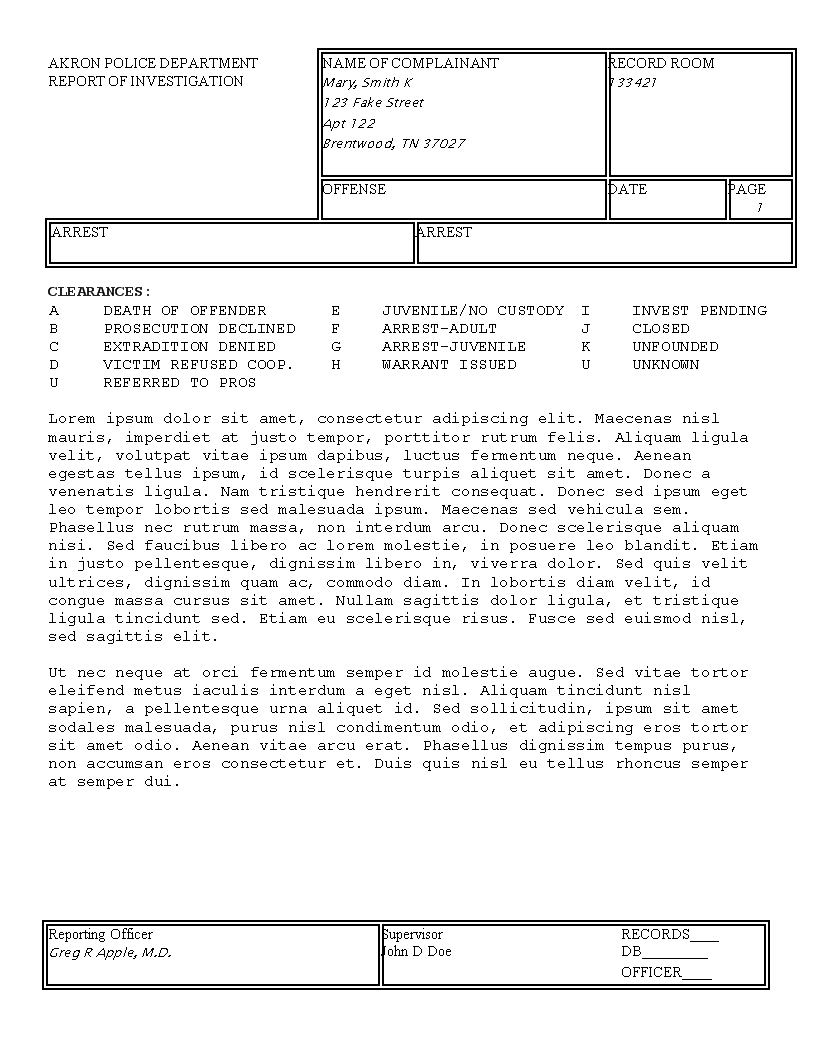 AKRON POLICE DEPARTMENT
REPORT OF INVESTIGATION
NAME OF COMPLAINANT
Mary, Smith K
123 Fake Street
Apt 122
Brentwood, TN 37027
RECORD ROOM
133421
OFFENSE
DATE
PAGE
1
ARREST
ARREST
CLEARANCES:
A DEATH OF OFFENDER E JUVENILE/NO CUSTODY I INVEST PENDING
B PROSECUTION DECLINED F ARREST-ADULT J CLOSED
C EXTRADITION DENIED G ARREST-JUVENILE K UNFOUNDED
D VICTIM REFUSED COOP. H WARRANT ISSUED U UNKNOWN
U REFERRED TO PROS
Lorem ipsum dolor sit amet, consectetur adipiscing elit. Maecenas nisl
mauris, imperdiet at justo tempor, porttitor rutrum felis. Aliquam ligula
velit, volutpat vitae ipsum dapibus, luctus fermentum neque. Aenean
egestas tellus ipsum, id scelerisque turpis aliquet sit amet. Donec a
venenatis ligula. Nam tristique hendrerit consequat. Donec sed ipsum eget
leo tempor lobortis sed malesuada ipsum. Maecenas sed vehicula sem.
Phasellus nec rutrum massa, non interdum arcu. Donec scelerisque aliquam
nisi. Sed faucibus libero ac lorem molestie, in posuere leo blandit. Etiam
in justo pellentesque, dignissim libero in, viverra dolor. Sed quis velit
ultrices, dignissim quam ac, commodo diam. In lobortis diam velit, id
congue massa cursus sit amet. Nullam sagittis dolor ligula, et tristique
ligula tincidunt sed. Etiam eu scelerisque risus. Fusce sed euismod nisl,
sed sagittis elit.
Ut nec neque at orci fermentum semper id molestie augue. Sed vitae tortor
eleifend metus iaculis interdum a eget nisl. Aliquam tincidunt nisl
sapien, a pellentesque urna aliquet id. Sed sollicitudin, ipsum sit amet
sodales malesuada, purus nisl condimentum odio, et adipiscing eros tortor
sit amet odio. Aenean vitae arcu erat. Phasellus dignissim tempus purus,
non accumsan eros consectetur et. Duis quis nisl eu tellus rhoncus semper
at semper dui.
Reporting Officer
Greg R Apple, M.D.
Supervisor
John D Doe
RECORDS____
DB_________
OFFICER____